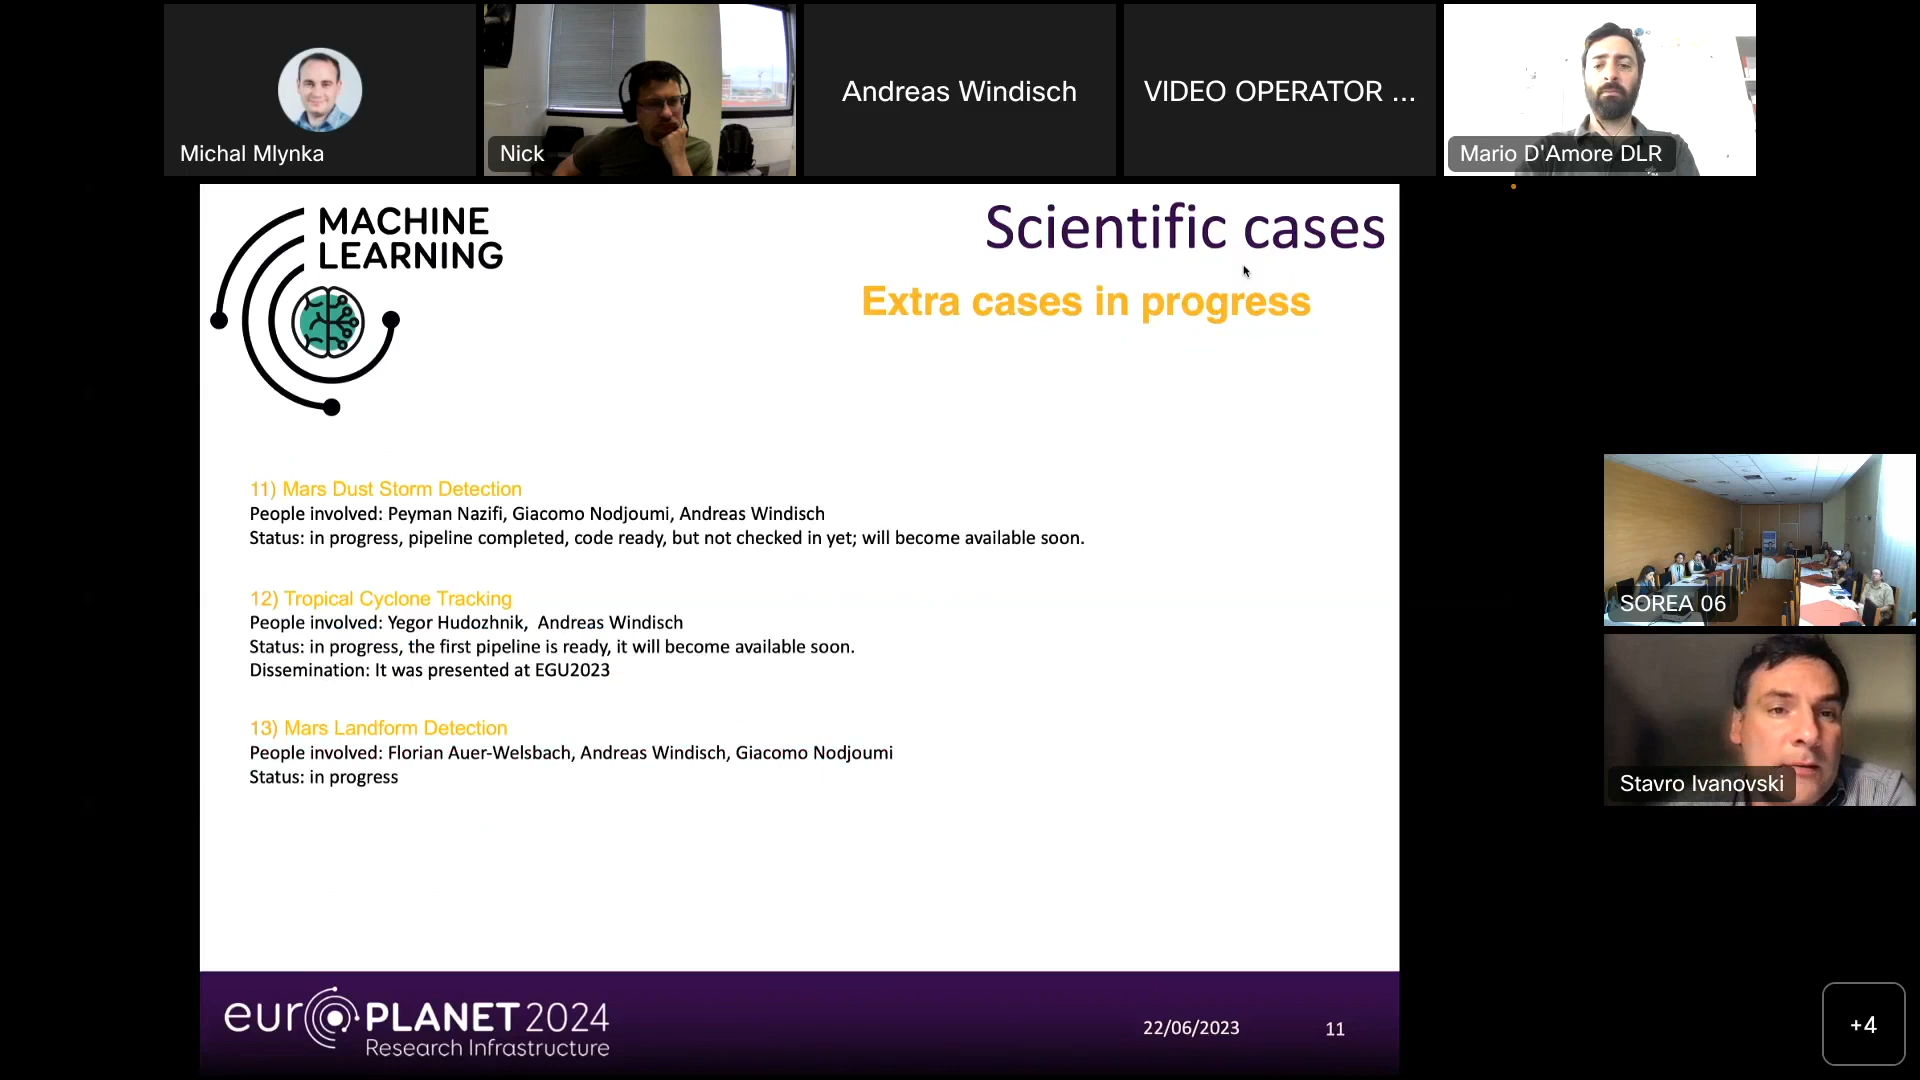 Michal Mlynka
Nick
Andreas Windisch
VIDEO OPERATOR ...
Mario D'Amore DLR
MACHINE
LEARNING
Scientific cases
Extra cases in progress
11) Mars Dust Storm Detection
People involved: Peyman Nazifi, Giacomo Nodjoumi, Andreas Windisch
Status: in progress, pipeline completed, code ready, but not checked in yet; will become available soon.
12) Tropical Cyclone Tracking
People involved: Yegor Hudozhnik, Andreas Windisch
Status: in progress, the first pipeline is ready, it will become available soon.
Dissemination: It was presented at EGU2023
13) Mars Landform Detection
People involved: Florian Auer-Welsbach, Andreas Windisch, Giacomo Nodjoumi
Status: in progress
SOREA 06
Stavro Ivanovski
euroPLANET 2024
Research Infrastructure
22/06/2023
11
+4